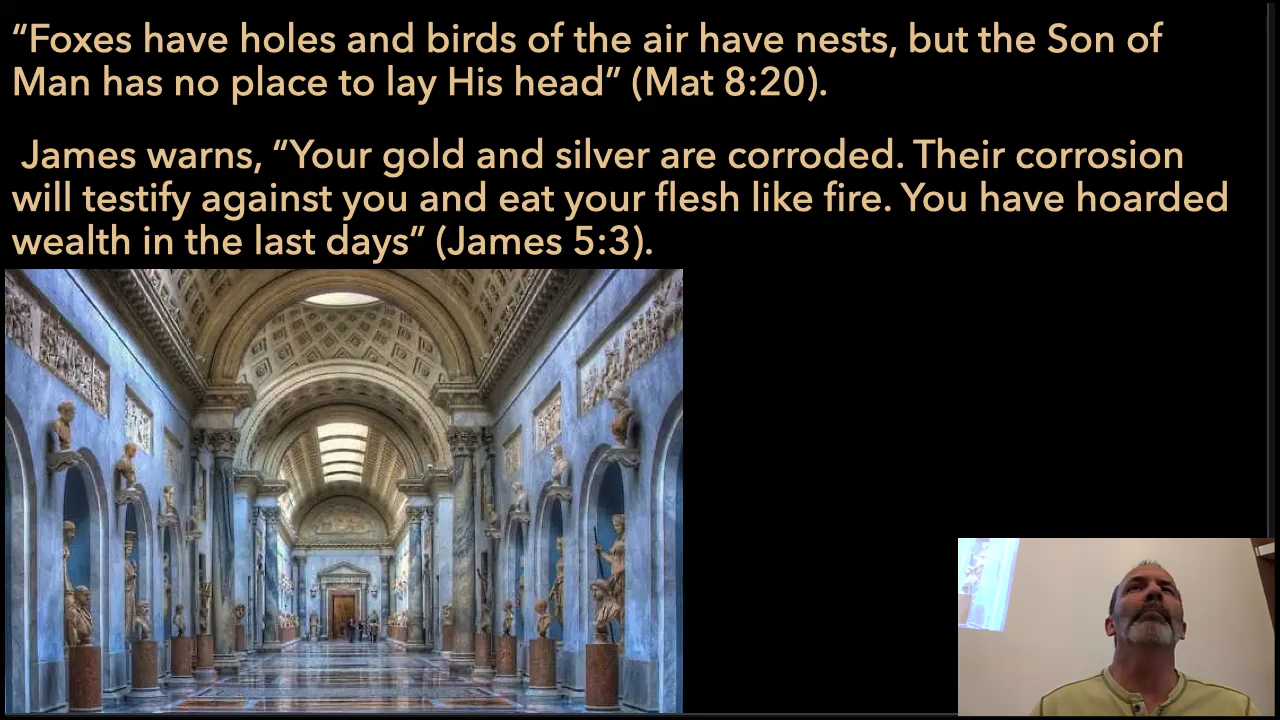 “Foxes have holes and birds of the air have nests, but the Son of
Man has no place to lay His head” (Mat 8:20).
James warns, “Your gold and silver are corroded. Their corrosion
will testify against you and eat your flesh like fire. You have hoarded
wealth in the last days” (James 5:3).